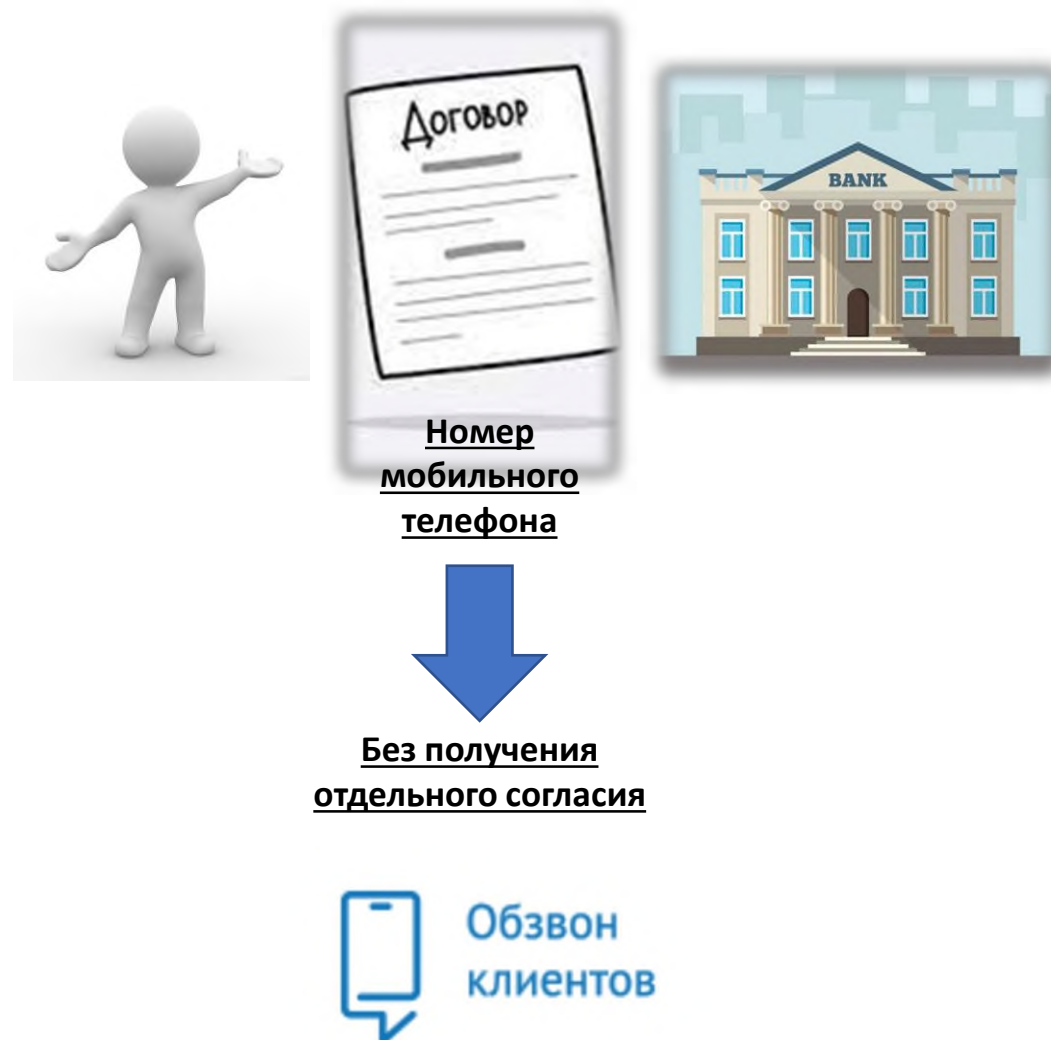 Договор
BANK
Номер
мобильного
телефона
Без получения
отдельного согласия
Обзвон
клиентов